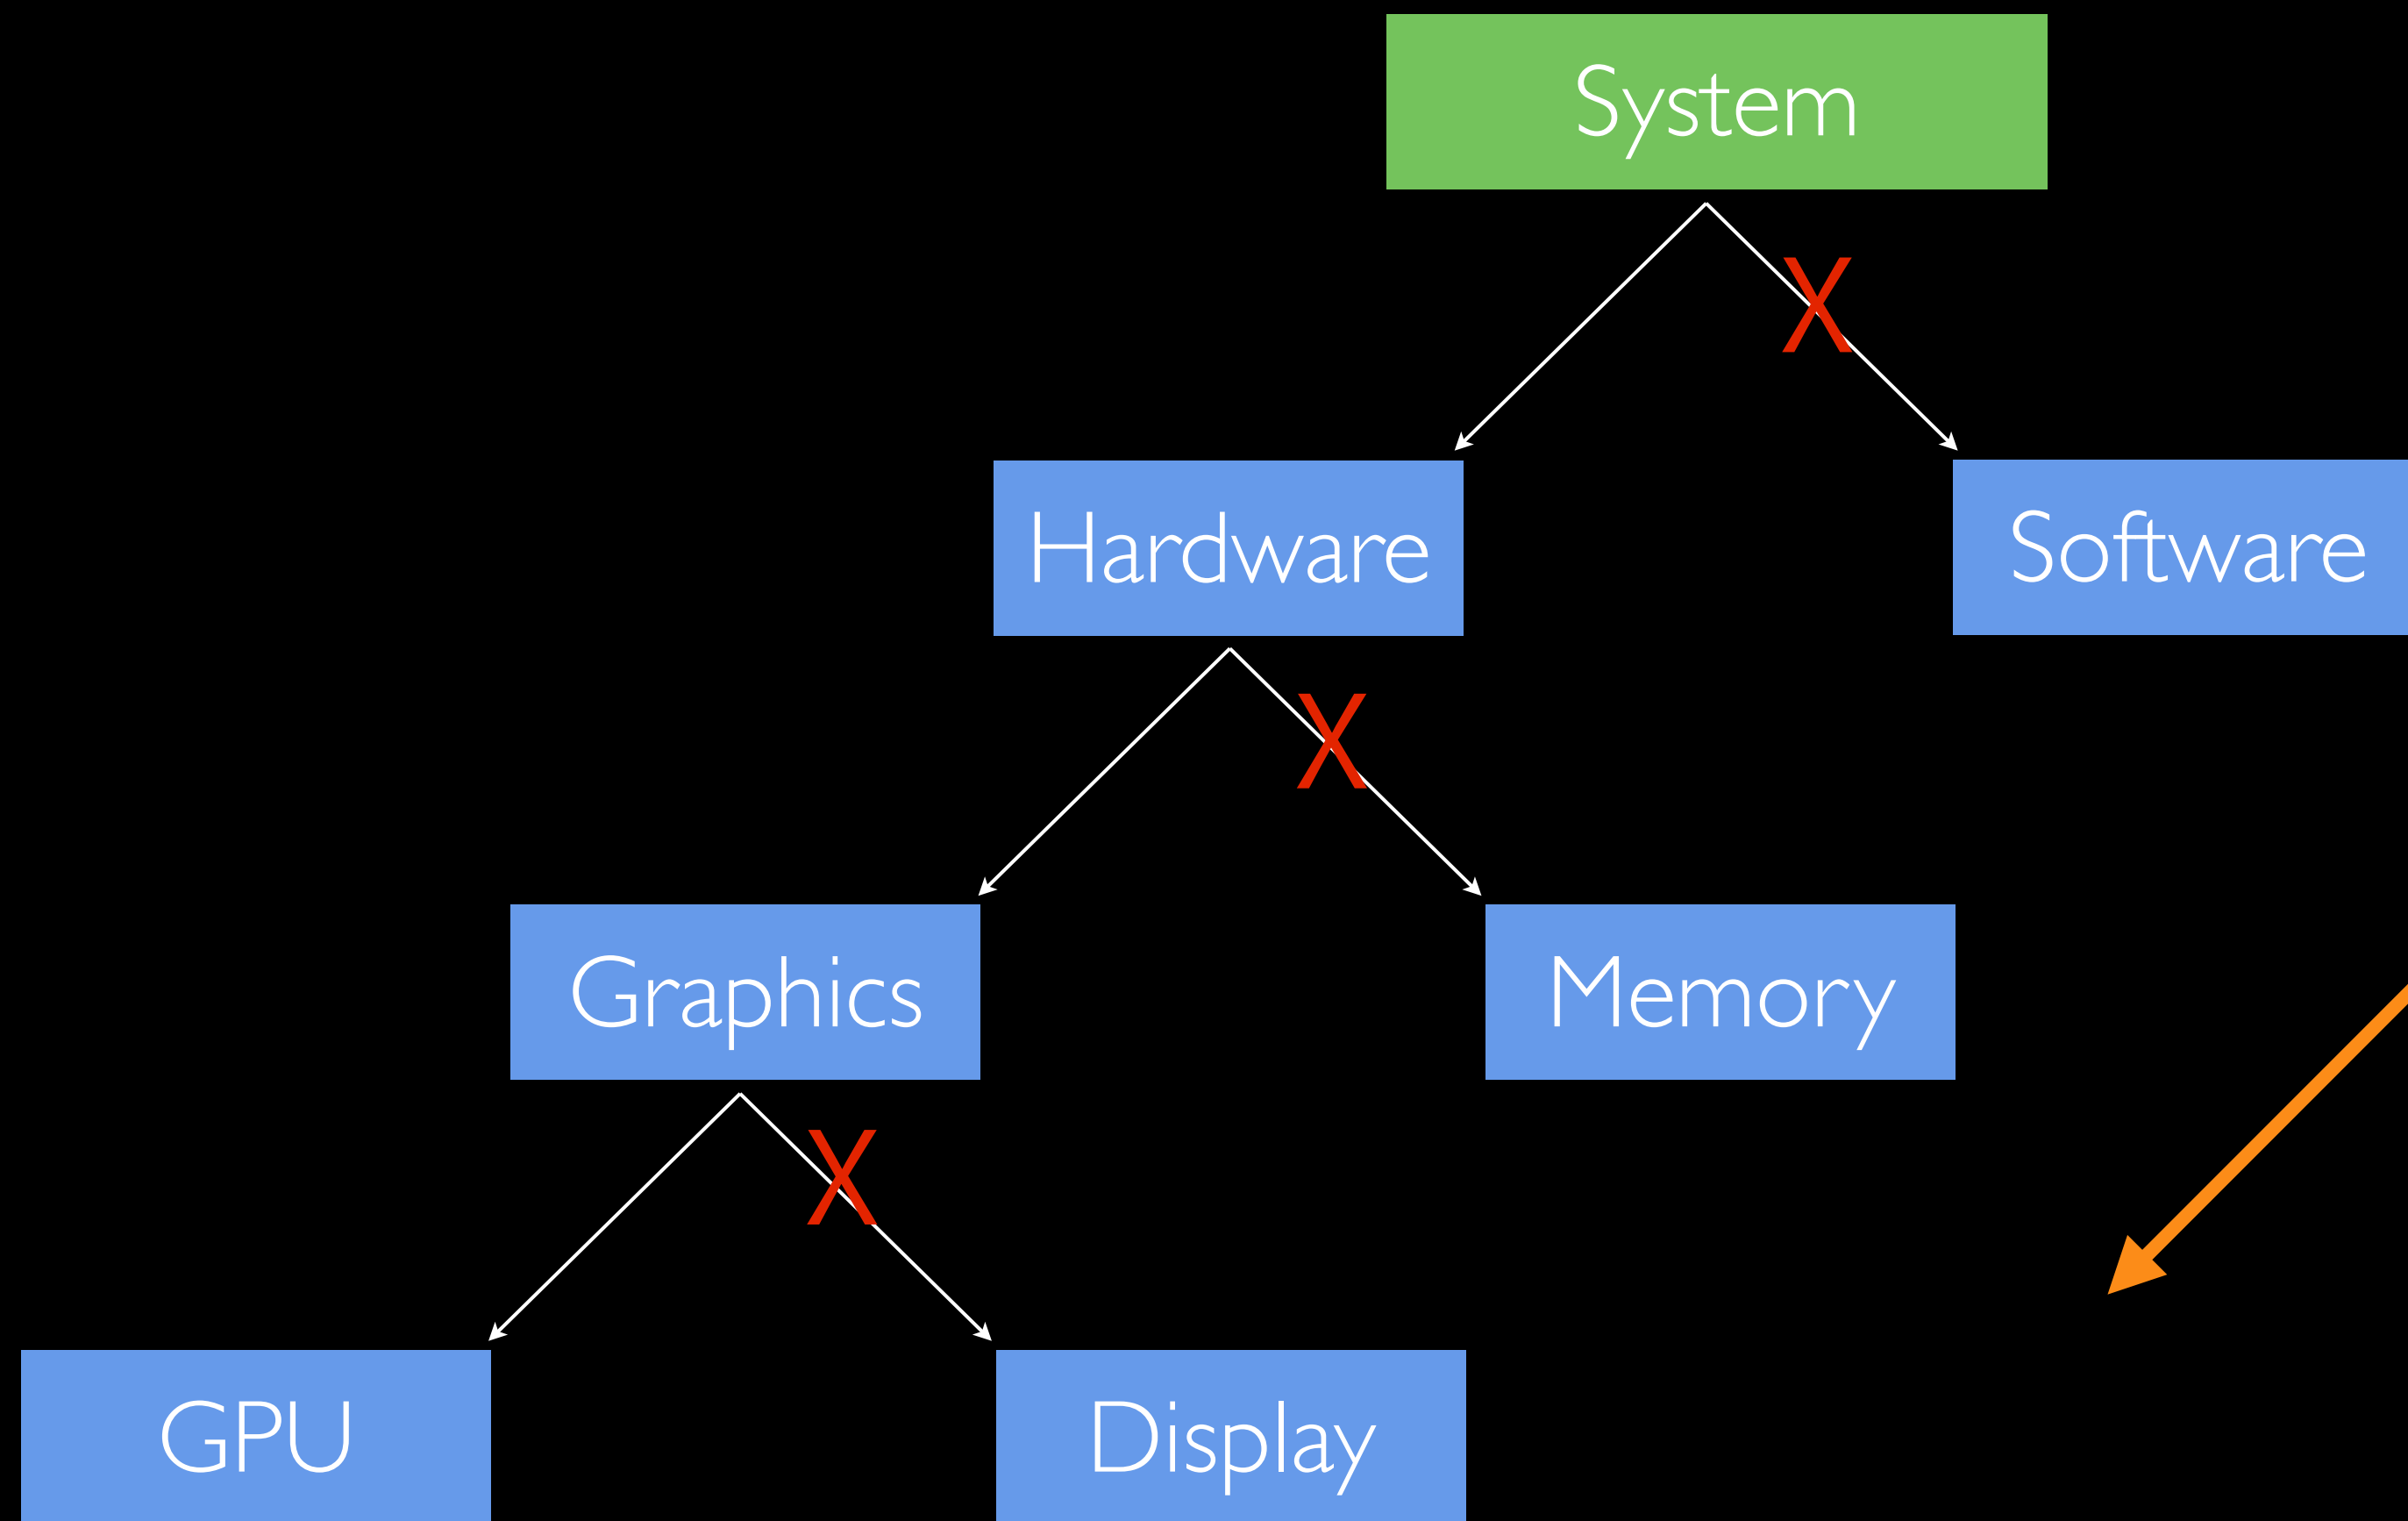 System
X
Hardware
Software
X
Graphics
Memory
X
GPU
Display